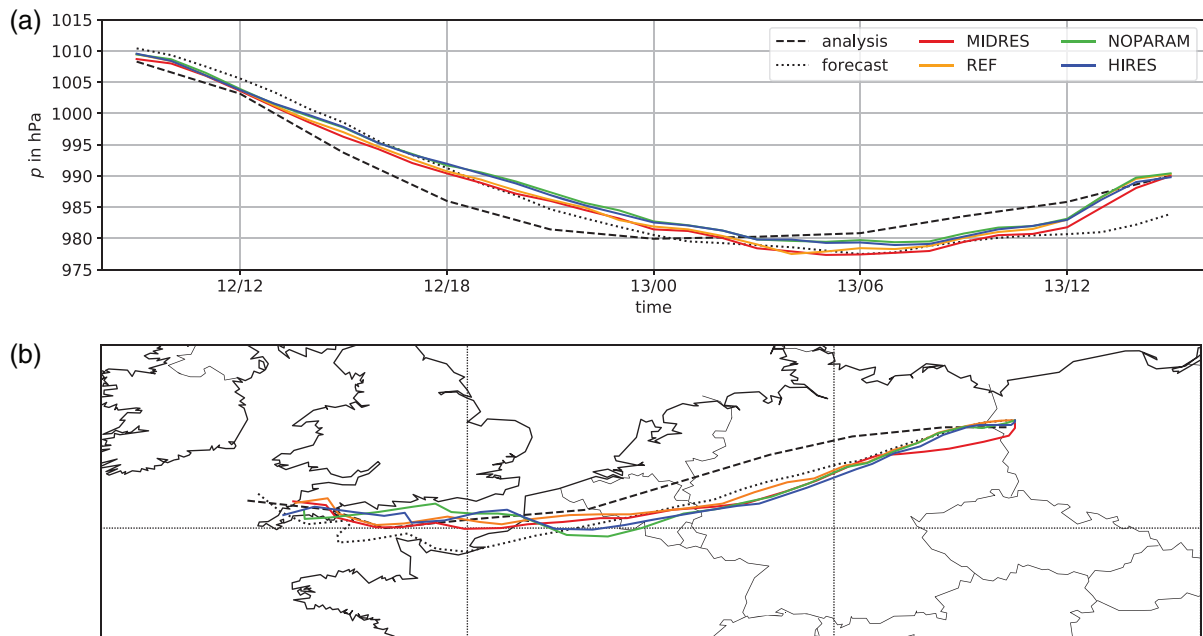 (a)
1015
1010
1005
1000
995
990
985
980
975
p in hPa
analysis
forecast
MIDRES
REF
NOPARAM
HIRES
12/12 12/18 13/00 13/06 13/12
time
(b)